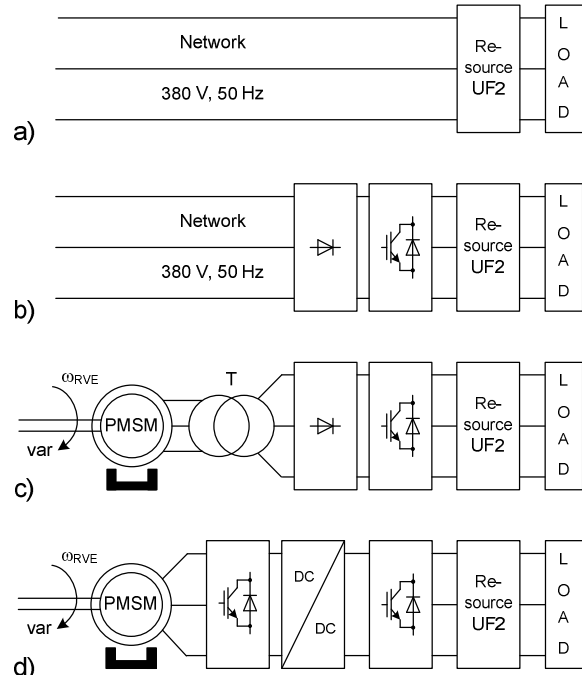 Network
380 V, 50 Hz
Re-
source
UF2
L
O
A
D
a)
Network
380 V, 50 Hz
Re-
source
UF2
L
O
A
D
b)
ωRVE
PMSM
var
T
Re-
source
UF2
L
O
A
D
c)
ωRVE
PMSM
var
DC
DC
Re-
source
UF2
L
O
A
D
d)